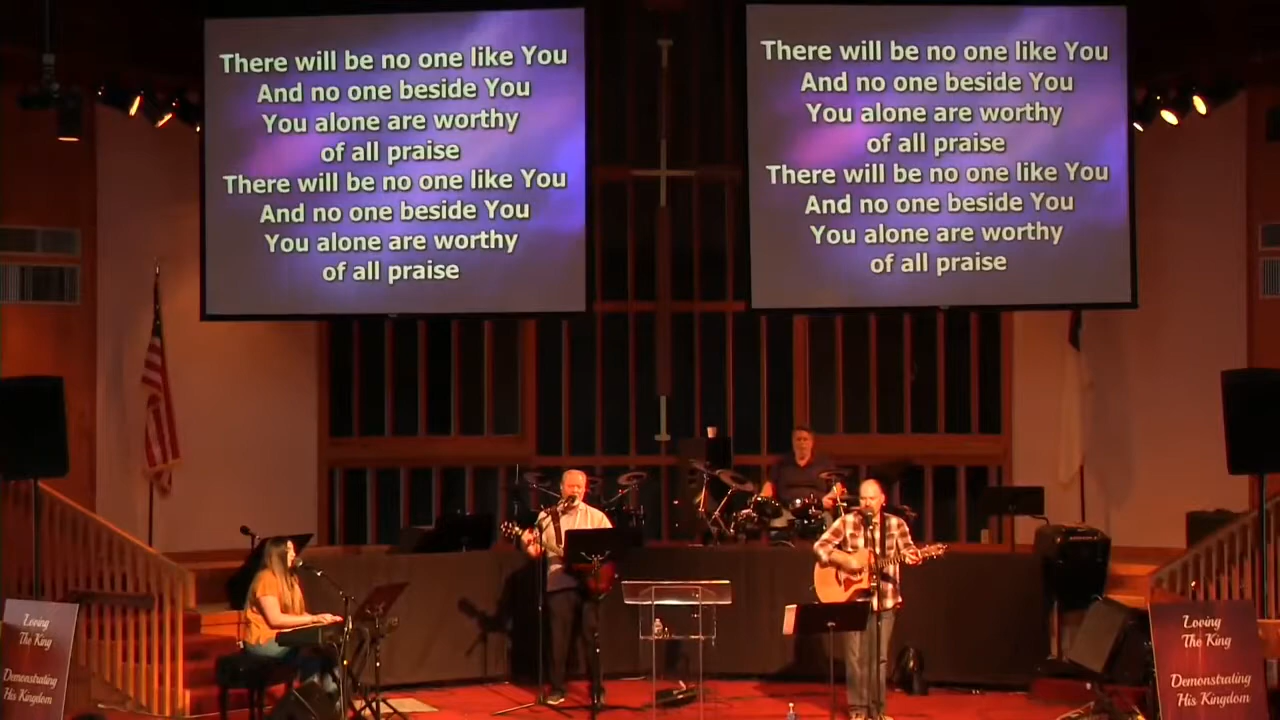 There will be no one like You
And no one beside You
You alone are worthy
of all praise
There will be no one like You
And no one beside You
You alone are worthy
of all praise
There will be no one like You
And no one beside You
You alone are worthy
of all praise
There will be no one like You
And no one beside You
You alone are worthy
of all praise
Loving
The King
Demonstrating
His Kingdom
Loving
The King
Demonstrating
His Kingdom